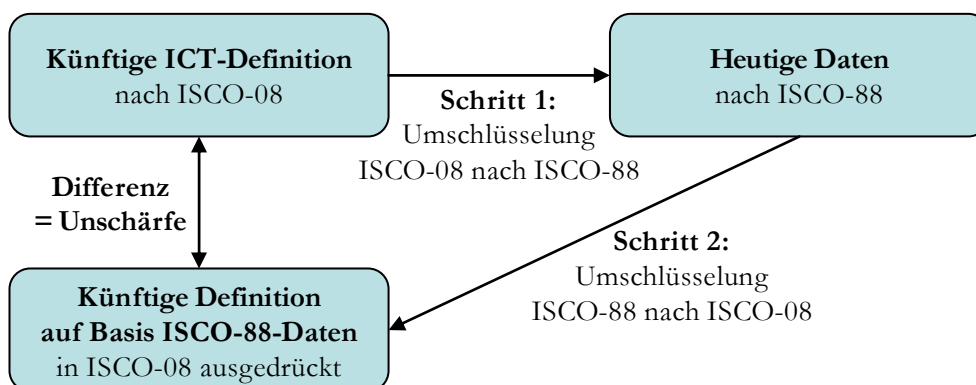 Künftige ICT-Definition
nach ISCO-08
Heutige Daten
nach ISCO-88
Schritt 1:
Umschlüsselung
ISCO-08 nach ISCO-88
Differenz
= Unschärfe
Schritt 2:
Umschlüsselung
ISCO-88 nach ISCO-08
Künftige Definition
auf Basis ISCO-88-Daten
in ISCO-08 ausgedrückt